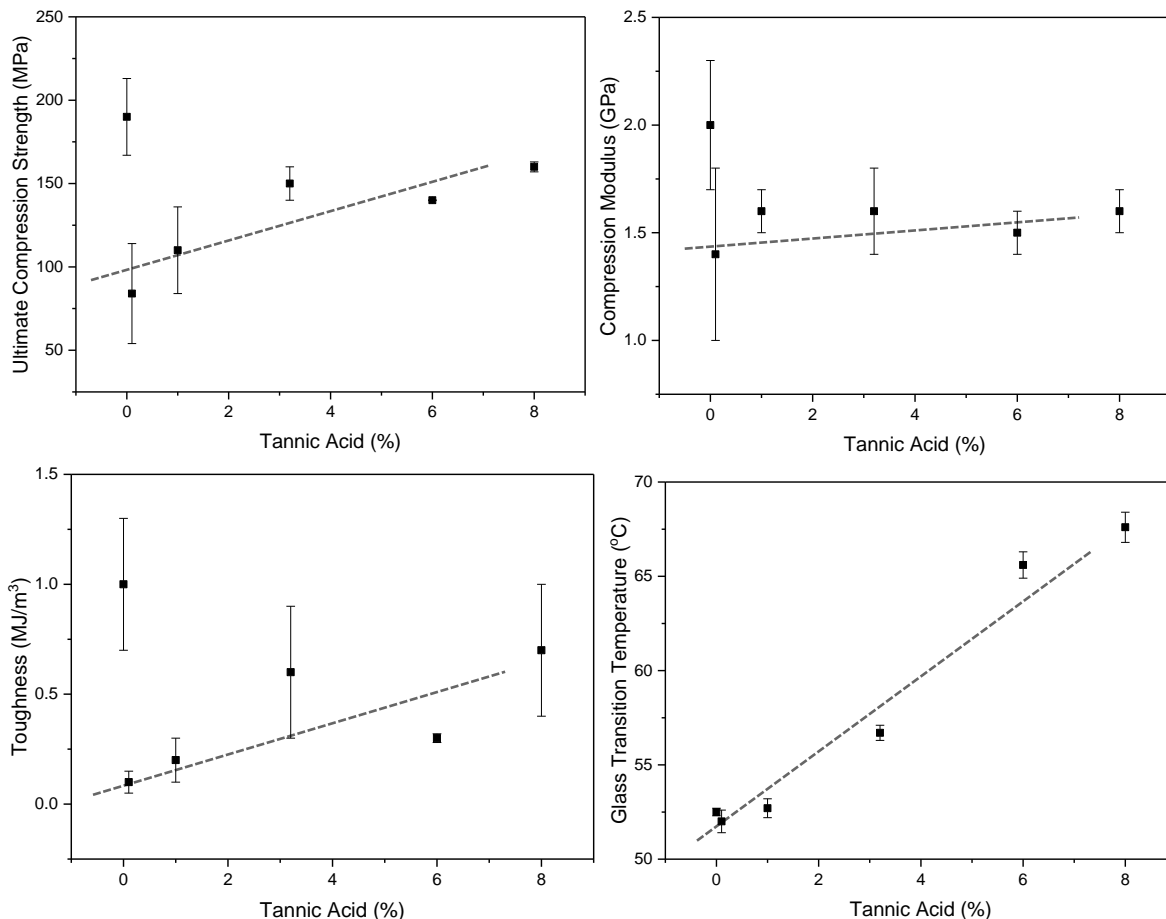 250
200
150
100
50
0 2 4 6 8
Ultimate Compression Strength (MPa)
Tannic Acid (%)
2.5
2.0
1.5
1.0
0 2 4 6 8
Compression Modulus (GPa)
Tannic Acid (%)
1.5
1.0
0.5
0.0
0 2 4 6 8
Toughness (MJ/m³)
Tannic Acid (%)
70
65
60
55
50
0 2 4 6 8
Glass Transition Temperature (ºC)
Tannic Acid (%)